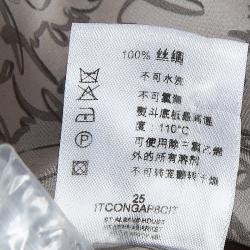 100% 丝绸
不可水洗
不可氯漂
熨斗底板最高温
度：110°C
可使用除三氯乙烯
外的所有溶剂
不可转笼翻转干燥
25
ITCONGAP8CIT